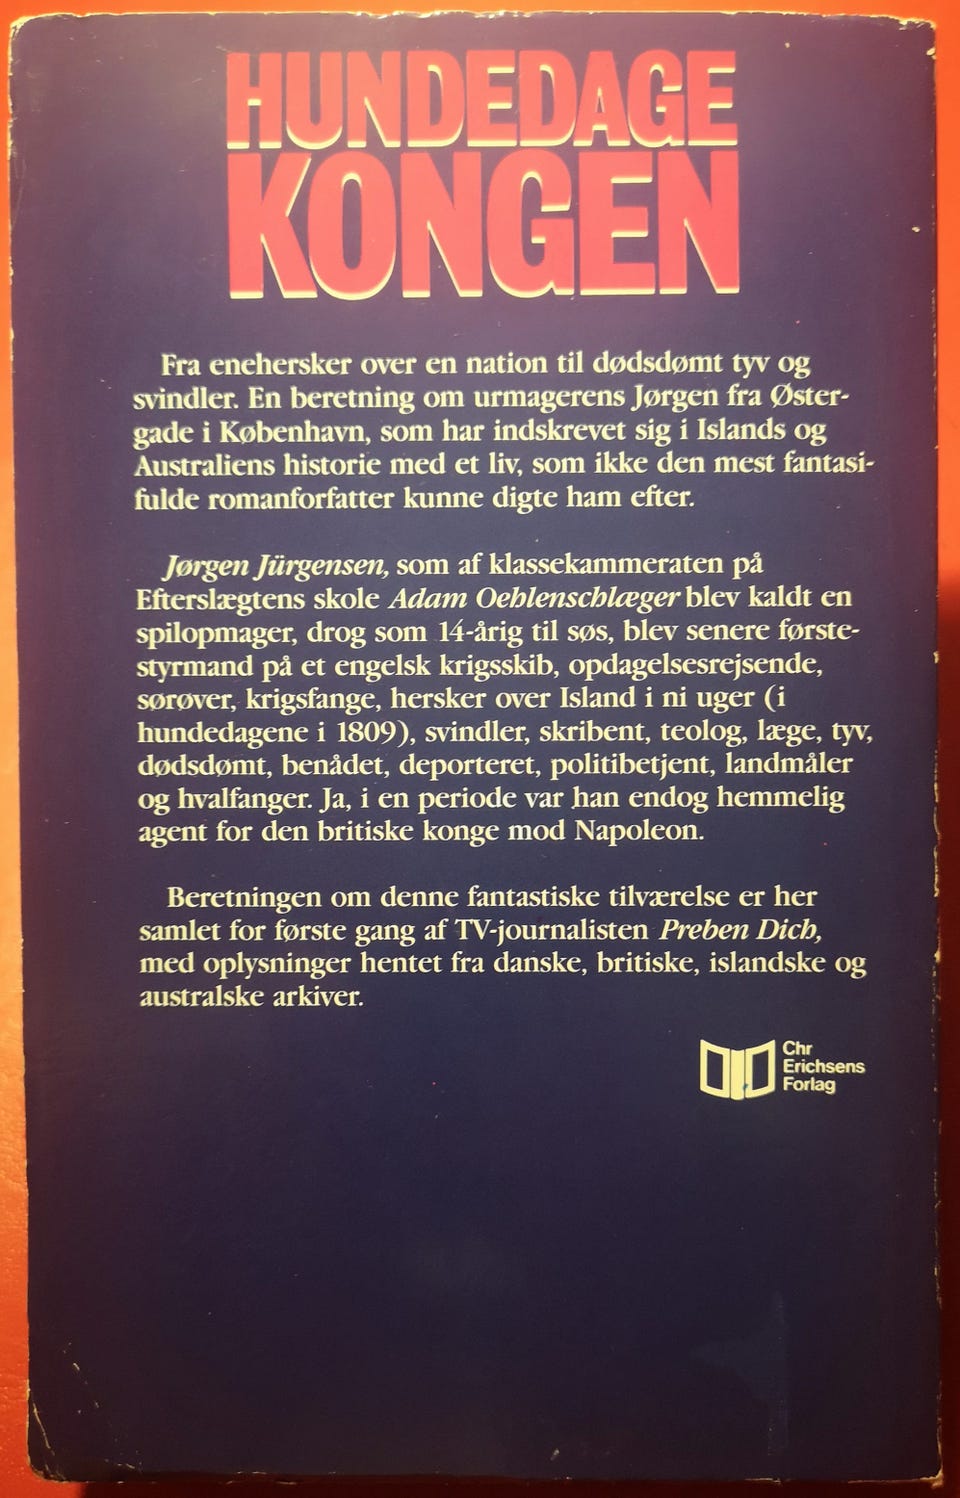 HUNDEDAGE
KONGEN
Fra enehersker over en nation til dødsdømt tyv og
svindler. En beretning om urmagerens Jørgen fra Øster-
gade i København, som har indskrevet sig i Islands og
Australiens historie med et liv, som ikke den mest fantasi-
fulde romanforfatter kunne digte ham efter.
Jørgen Jürgensen, som af klassekammeraten på
Efterslægtens skole Adam Oehlenschlæger blev kaldt en
spilopmager, drog som 14-årig til søs, blev senere første-
styrmand på et engelsk krigsskib, opdagelsesrejsende,
sørøver, krigsfange, hersker over Island i ni uger (i
hundedagene i 1809), svindler, skribent, teolog, læge, tyv,
dødsdømt, benådet, deporteret, politibetjent, landmåler
og hvalfanger. Ja, i en periode var han endog hemmelig
agent for den britiske konge mod Napoleon.
Beretningen om denne fantastiske tilværelse er her
samlet for første gang af TV-journalisten Preben Dich,
med oplysninger hentet fra danske, britiske, islandske og
australske arkiver.
Chr
Erichsens
Forlag